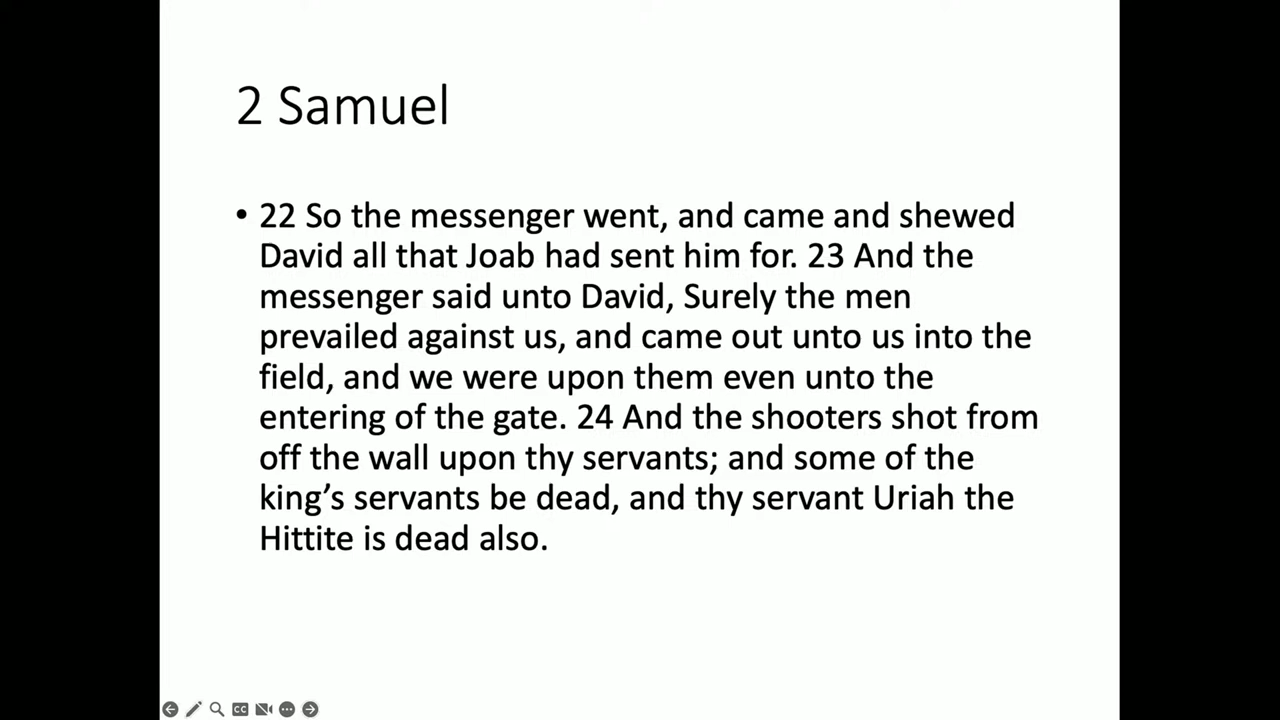 2 Samuel
• 22 So the messenger went, and came and shewed
David all that Joab had sent him for. 23 And the
messenger said unto David, Surely the men
prevailed against us, and came out unto us into the
field, and we were upon them even unto the
entering of the gate. 24 And the shooters shot from
off the wall upon thy servants; and some of the
king’s servants be dead, and thy servant Uriah the
Hittite is dead also.
CC